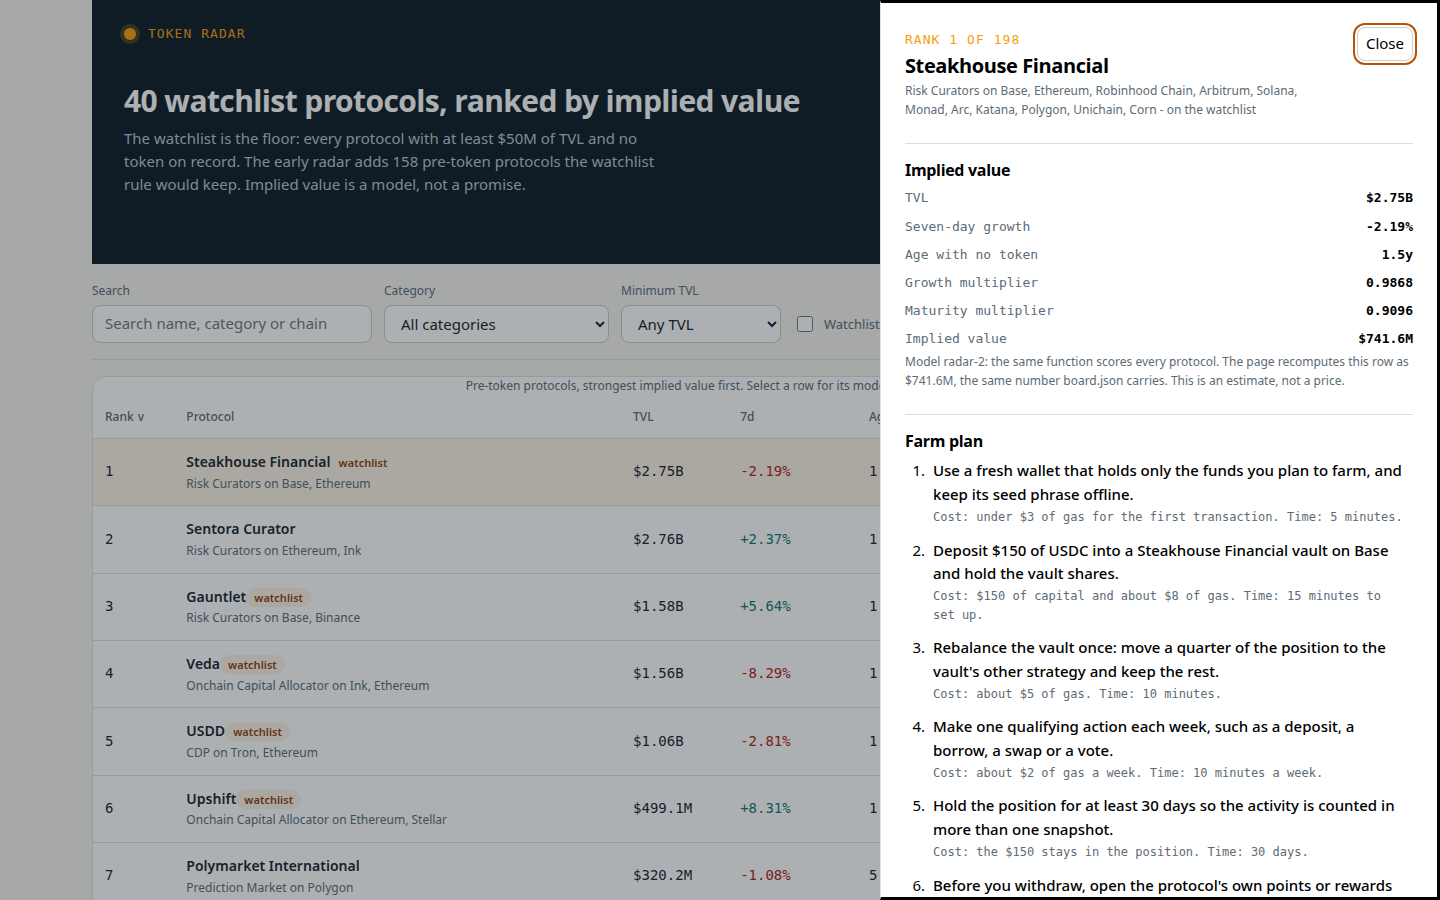 TOKEN RADAR
40 watchlist protocols, ranked by implied value
The watchlist is the floor: every protocol with at least $50M of TVL and no
token on record. The early radar adds 158 pre-token protocols the watchlist
rule would keep. Implied value is a model, not a promise.
Search
Category
Minimum TVL
Search name, category or chain
All categories
Any TVL
Watchlist
Pre-token protocols, strongest implied value first. Select a row for its
Rank v Protocol TVL 7d
1 Steakhouse Financial watchlist $2.75B -2.19% 1
Risk Curators on Base, Ethereum
2 Sentora Curator $2.76B +2.37% 1
Risk Curators on Ethereum, Ink
3 Gauntlet watchlist $1.58B +5.64% 1
Risk Curators on Base, Binance
4 Veda watchlist $1.56B -8.29% 1
Onchain Capital Allocator on Ink, Ethereum
5 USDD watchlist $1.06B -2.81% 1
CDP on Tron, Ethereum
6 Upshift watchlist $499.1M +8.31% 1
Onchain Capital Allocator on Ethereum, Stellar
7 Polymarket International $320.2M -1.08% 5
Prediction Market on Polygon
RANK 1 OF 198
Close
Steakhouse Financial
Risk Curators on Base, Ethereum, Robinhood Chain, Arbitrum, Solana,
Monad, Arc, Katana, Polygon, Unichain, Corn - on the watchlist
Implied value
TVL $2.75B
Seven-day growth -2.19%
Age with no token 1.5y
Growth multiplier 0.9868
Maturity multiplier 0.9096
Implied value $741.6M
Model radar-2: the same function scores every protocol. The page recomputes this row as
$741.6M, the same number board.json carries. This is an estimate, not a price.
Farm plan
1. Use a fresh wallet that holds only the funds you plan to farm, and
keep its seed phrase offline.
Cost: under $3 of gas for the first transaction. Time: 5 minutes.
2. Deposit $150 of USDC into a Steakhouse Financial vault on Base
and hold the vault shares.
Cost: $150 of capital and about $8 of gas. Time: 15 minutes to
set up.
3. Rebalance the vault once: move a quarter of the position to the
vault's other strategy and keep the rest.
Cost: about $5 of gas. Time: 10 minutes.
4. Make one qualifying action each week, such as a deposit, a
borrow, a swap or a vote.
Cost: about $2 of gas a week. Time: 10 minutes a week.
5. Hold the position for at least 30 days so the activity is counted in
more than one snapshot.
Cost: the $150 stays in the position. Time: 30 days.
6. Before you withdraw, open the protocol's own points or rewards